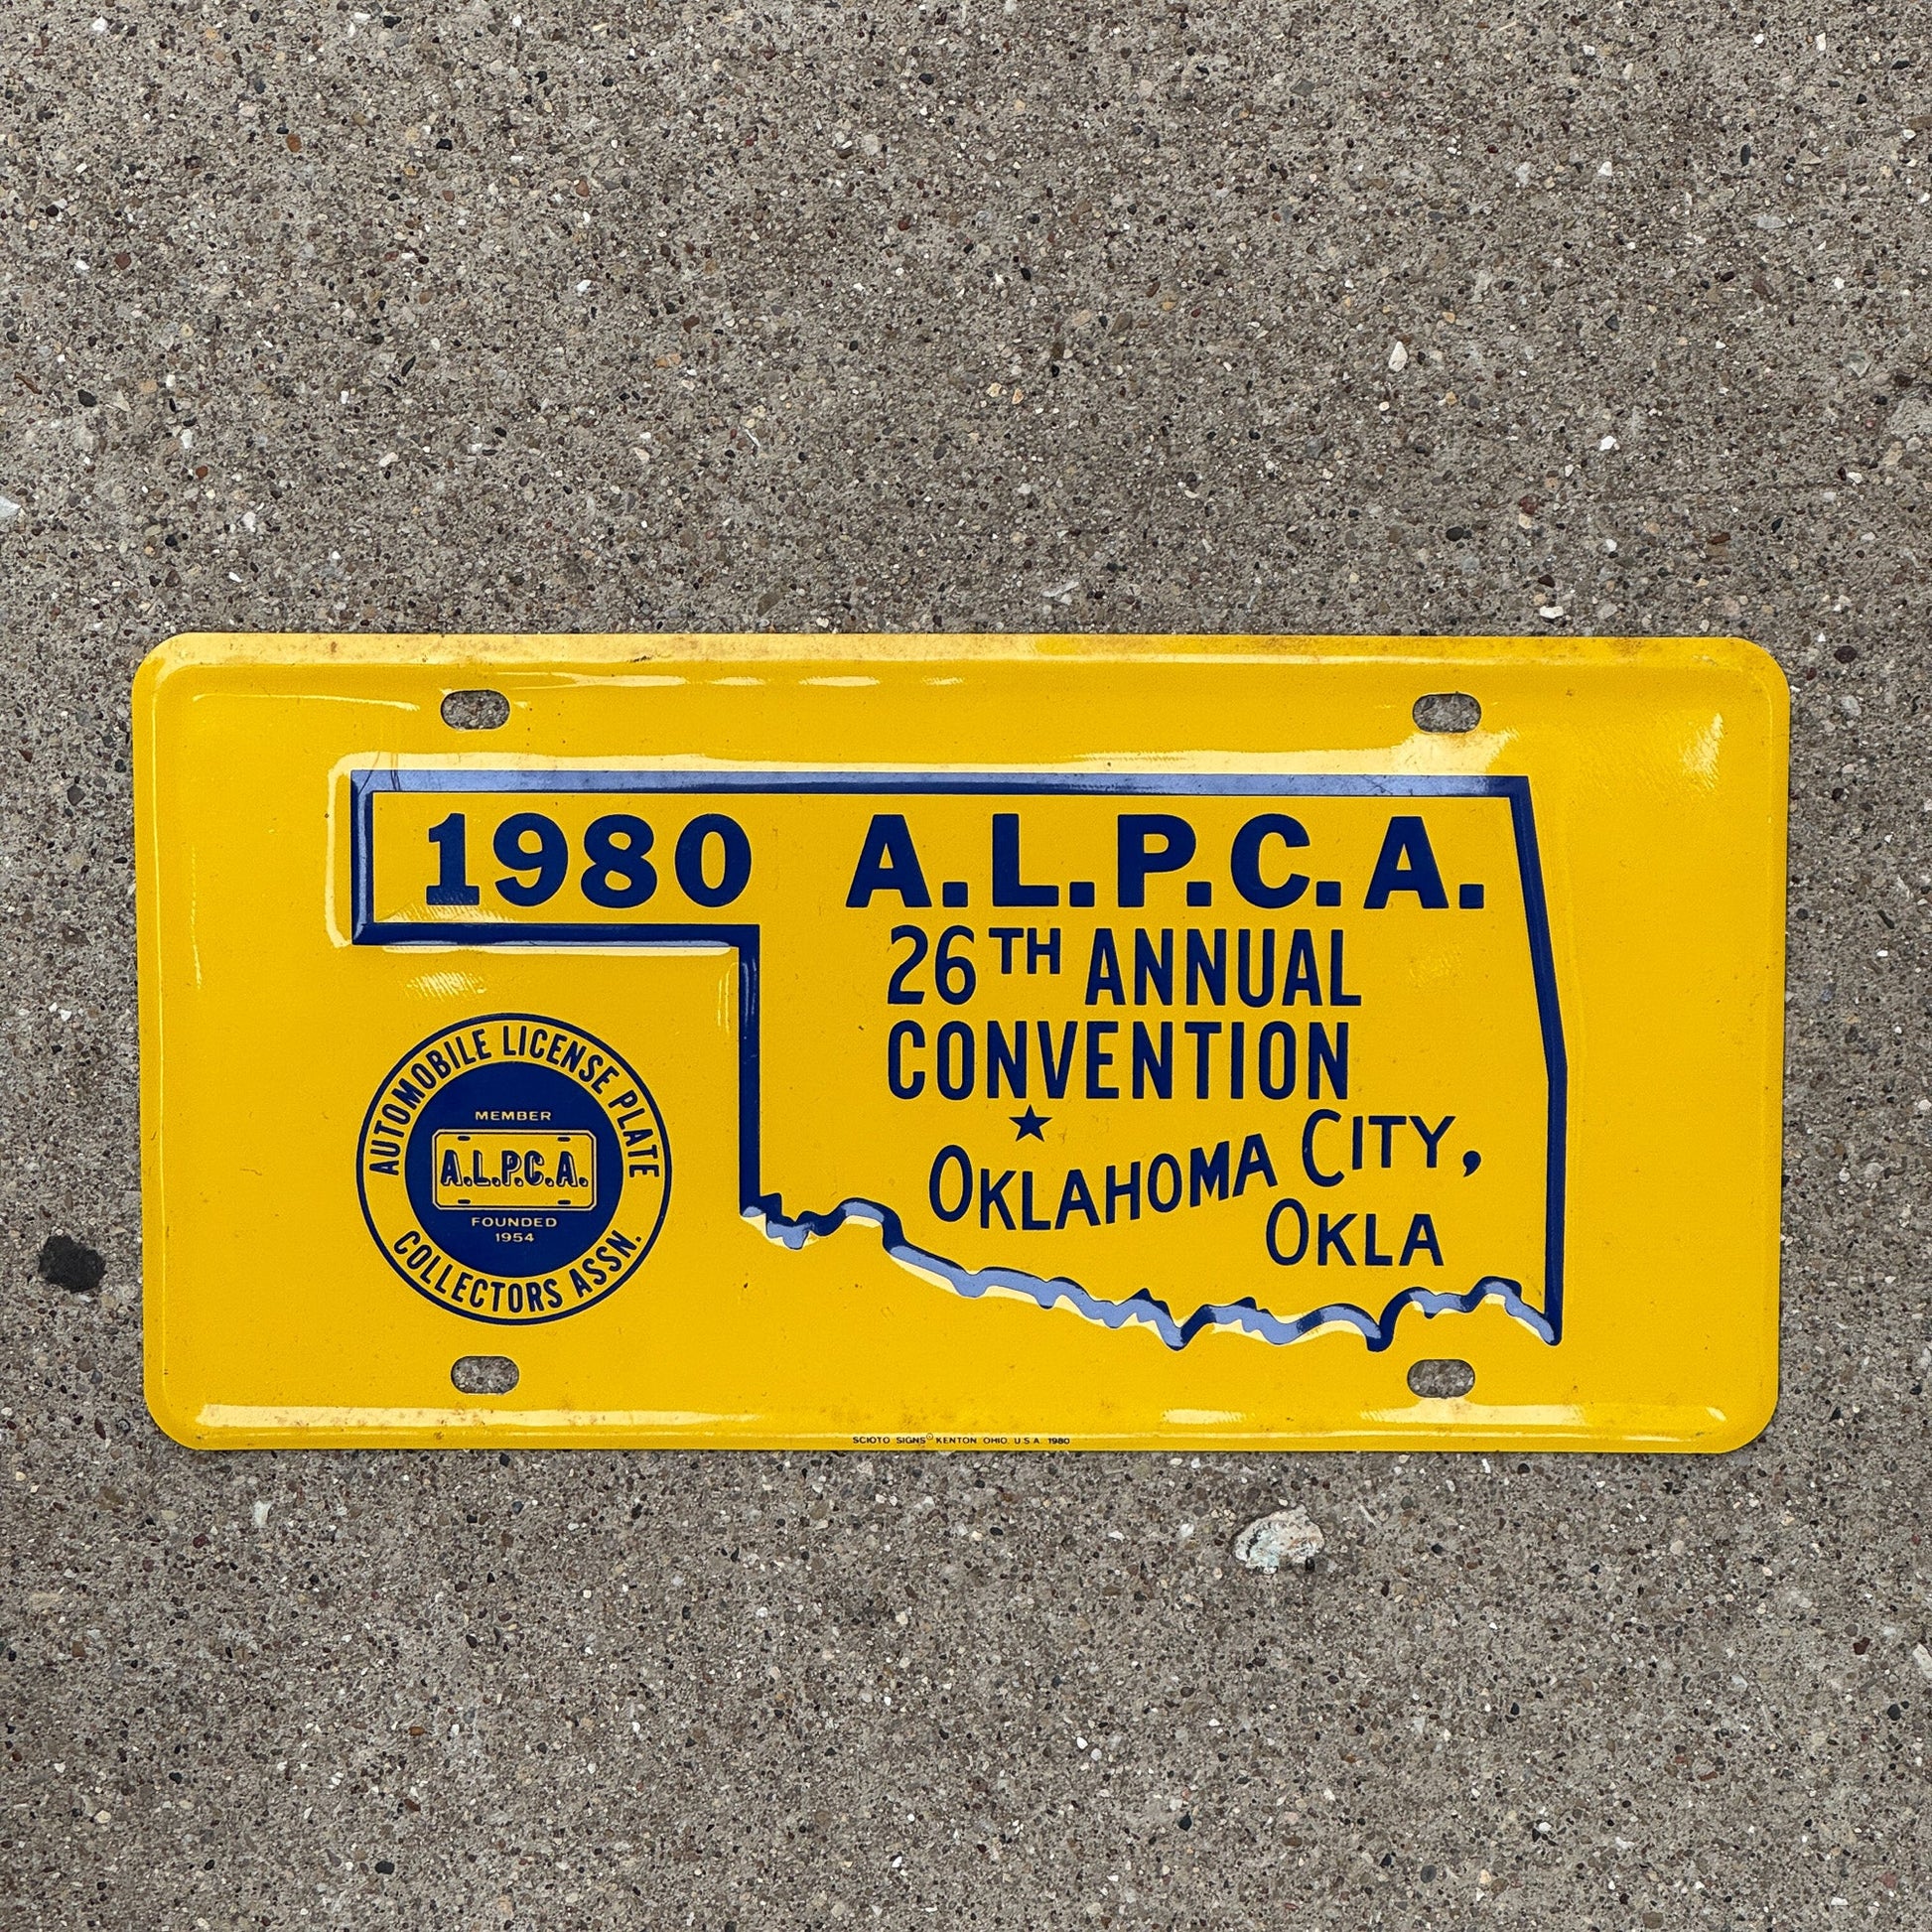 1980 A.L.P.C.A.
26TH ANNUAL
CONVENTION
OKLAHOMA CITY,
OKLA
AUTOMOBILE LICENSE PLATE
MEMBER
A.L.P.C.A.
FOUNDED
1954
COLLECTORS ASSN.
SCIOTO SIGNS© KENTON, OHIO, U.S.A. 1980